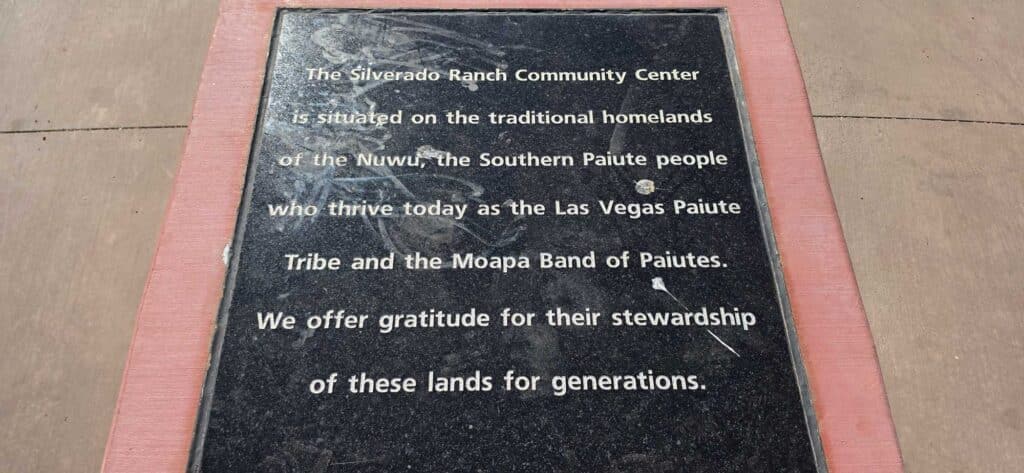 The Silverado Ranch Community Center
is situated on the traditional homelands
of the Nuwu, the Southern Paiute people
who thrive today as the Las Vegas Paiute
Tribe and the Moapa Band of Paiutes.
We offer gratitude for their stewardship
of these lands for generations.